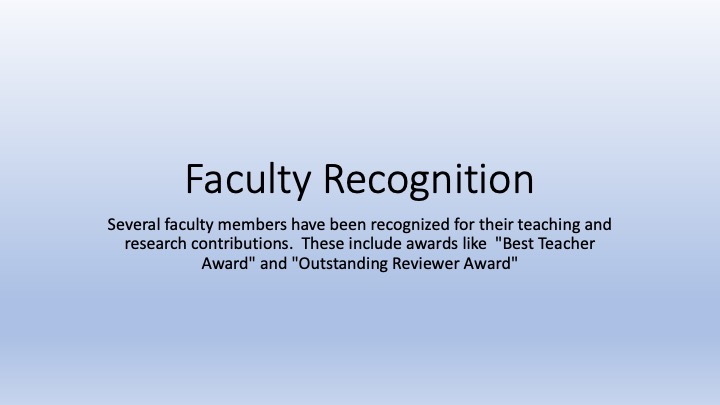 Faculty Recognition
Several faculty members have been recognized for their teaching and
research contributions.  These include awards like  "Best Teacher
Award" and "Outstanding Reviewer Award"